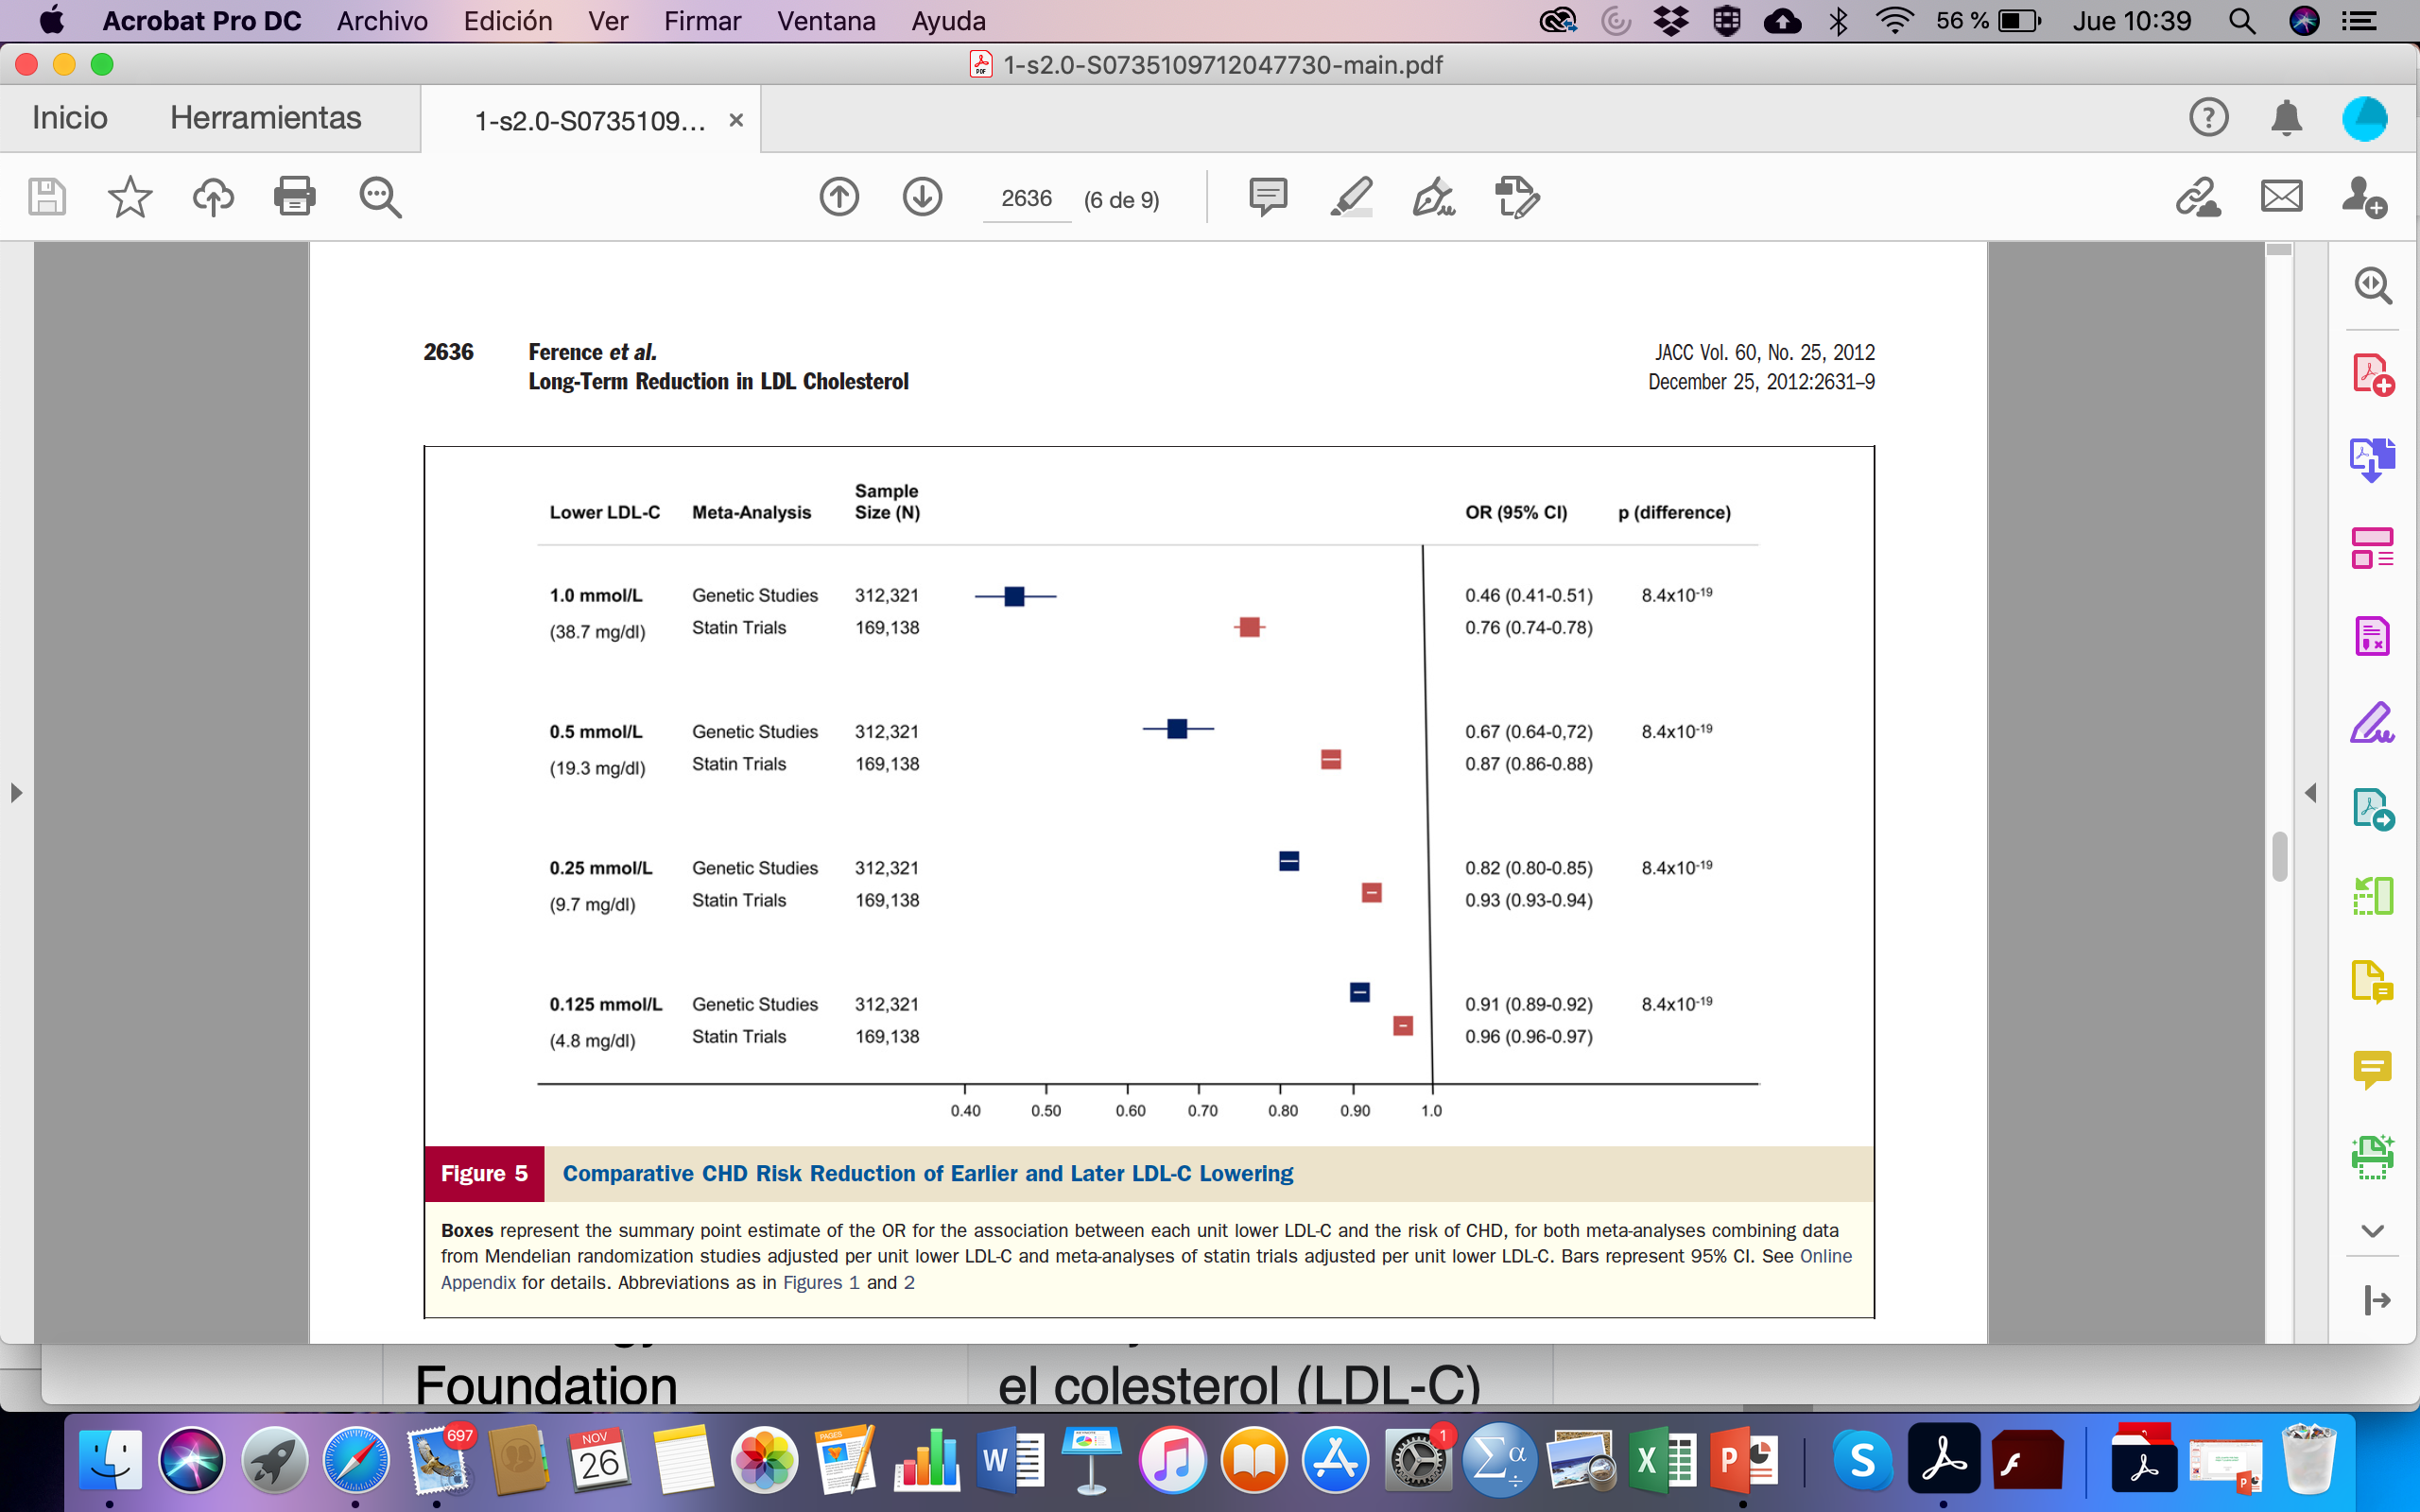 Acrobat Pro DC Archivo Edición Ver Firmar Ventana Ayuda 56 % Jue 10:39
1-s2.0-S0735109712047730-main.pdf
Inicio Herramientas 1-s2.0-S0735109... ×
2636 (6 de 9)
2636 Ference et al. JACC Vol. 60, No. 25, 2012
Long-Term Reduction in LDL Cholesterol December 25, 2012:2631–9
Sample
Lower LDL-C Meta-Analysis Size (N) OR (95% CI) p (difference)
1.0 mmol/L Genetic Studies 312,321 0.46 (0.41-0.51) 8.4x10-19
(38.7 mg/dl) Statin Trials 169,138 0.76 (0.74-0.78)
0.5 mmol/L Genetic Studies 312,321 0.67 (0.64-0,72) 8.4x10-19
(19.3 mg/dl) Statin Trials 169,138 0.87 (0.86-0.88)
0.25 mmol/L Genetic Studies 312,321 0.82 (0.80-0.85) 8.4x10-19
(9.7 mg/dl) Statin Trials 169,138 0.93 (0.93-0.94)
0.125 mmol/L Genetic Studies 312,321 0.91 (0.89-0.92) 8.4x10-19
(4.8 mg/dl) Statin Trials 169,138 0.96 (0.96-0.97)
0.40 0.50 0.60 0.70 0.80 0.90 1.0
Figure 5 Comparative CHD Risk Reduction of Earlier and Later LDL-C Lowering
Boxes represent the summary point estimate of the OR for the association between each unit lower LDL-C and the risk of CHD, for both meta-analyses combining data
from Mendelian randomization studies adjusted per unit lower LDL-C and meta-analyses of statin trials adjusted per unit lower LDL-C. Bars represent 95% CI. See Online
Appendix for details. Abbreviations as in Figures 1 and 2
Foundation el colesterol (LDL-C)
697 NOV 26 PAGES 1